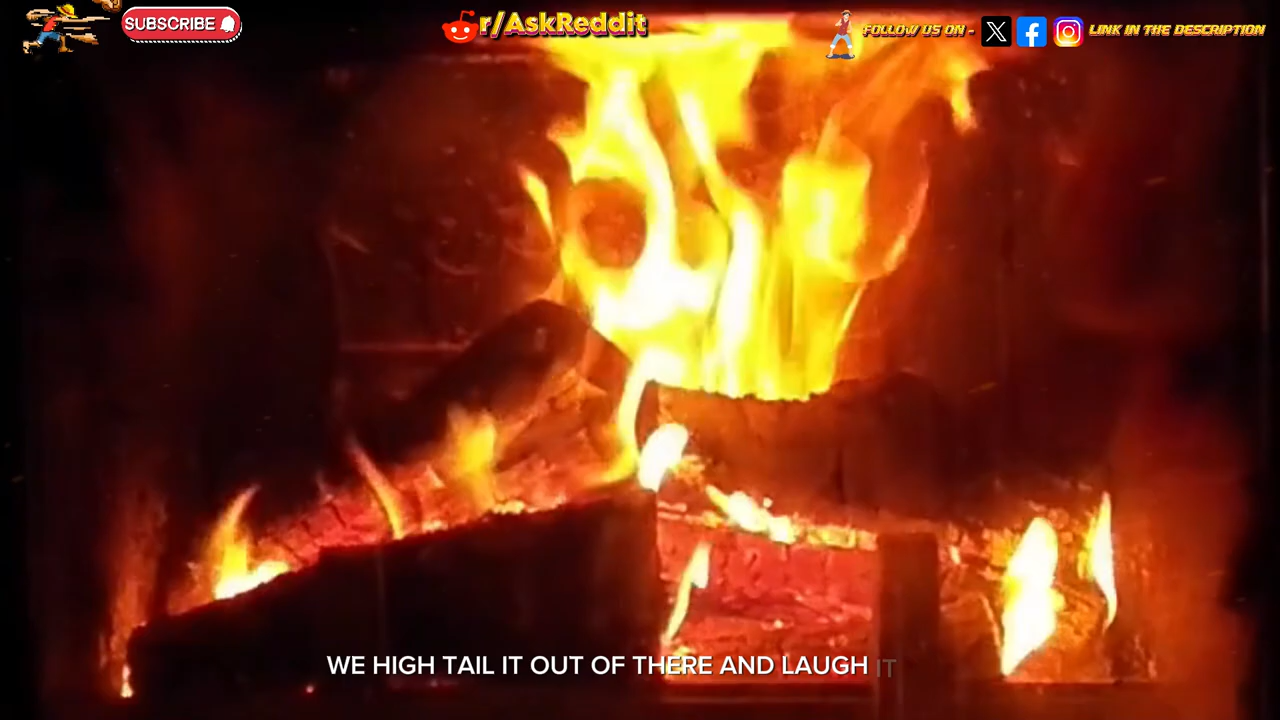 SUBSCRIBE
r/AskReddit
FOLLOW US ON -
LINK IN THE DESCRIPTION
WE HIGH TAIL IT OUT OF THERE AND LAUGH IT